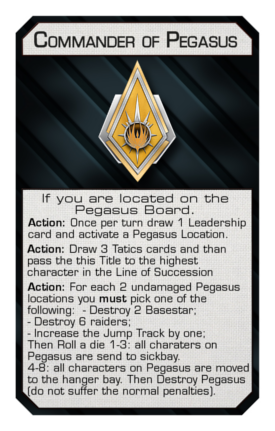 COMMANDER OF PEGASUS
If you are located on the
Pegasus Board.
Action: Once per turn draw 1 Leadership
card and activate a Pegasus Location.
Action: Draw 3 Tatics cards and than
pass the this Title to the highest
character in the Line of Succession
Action: For each 2 undamaged Pegasus
locations you must pick one of the
following: - Destroy 2 Basestar;
- Destroy 6 raiders;
- Increase the Jump Track by one;
Then Roll a die 1-3: all charaters on
Pegasus are send to sickbay.
4-8: all characters on Pegasus are moved
to the hanger bay. Then Destroy Pegasus
(do not suffer the normal penalties).